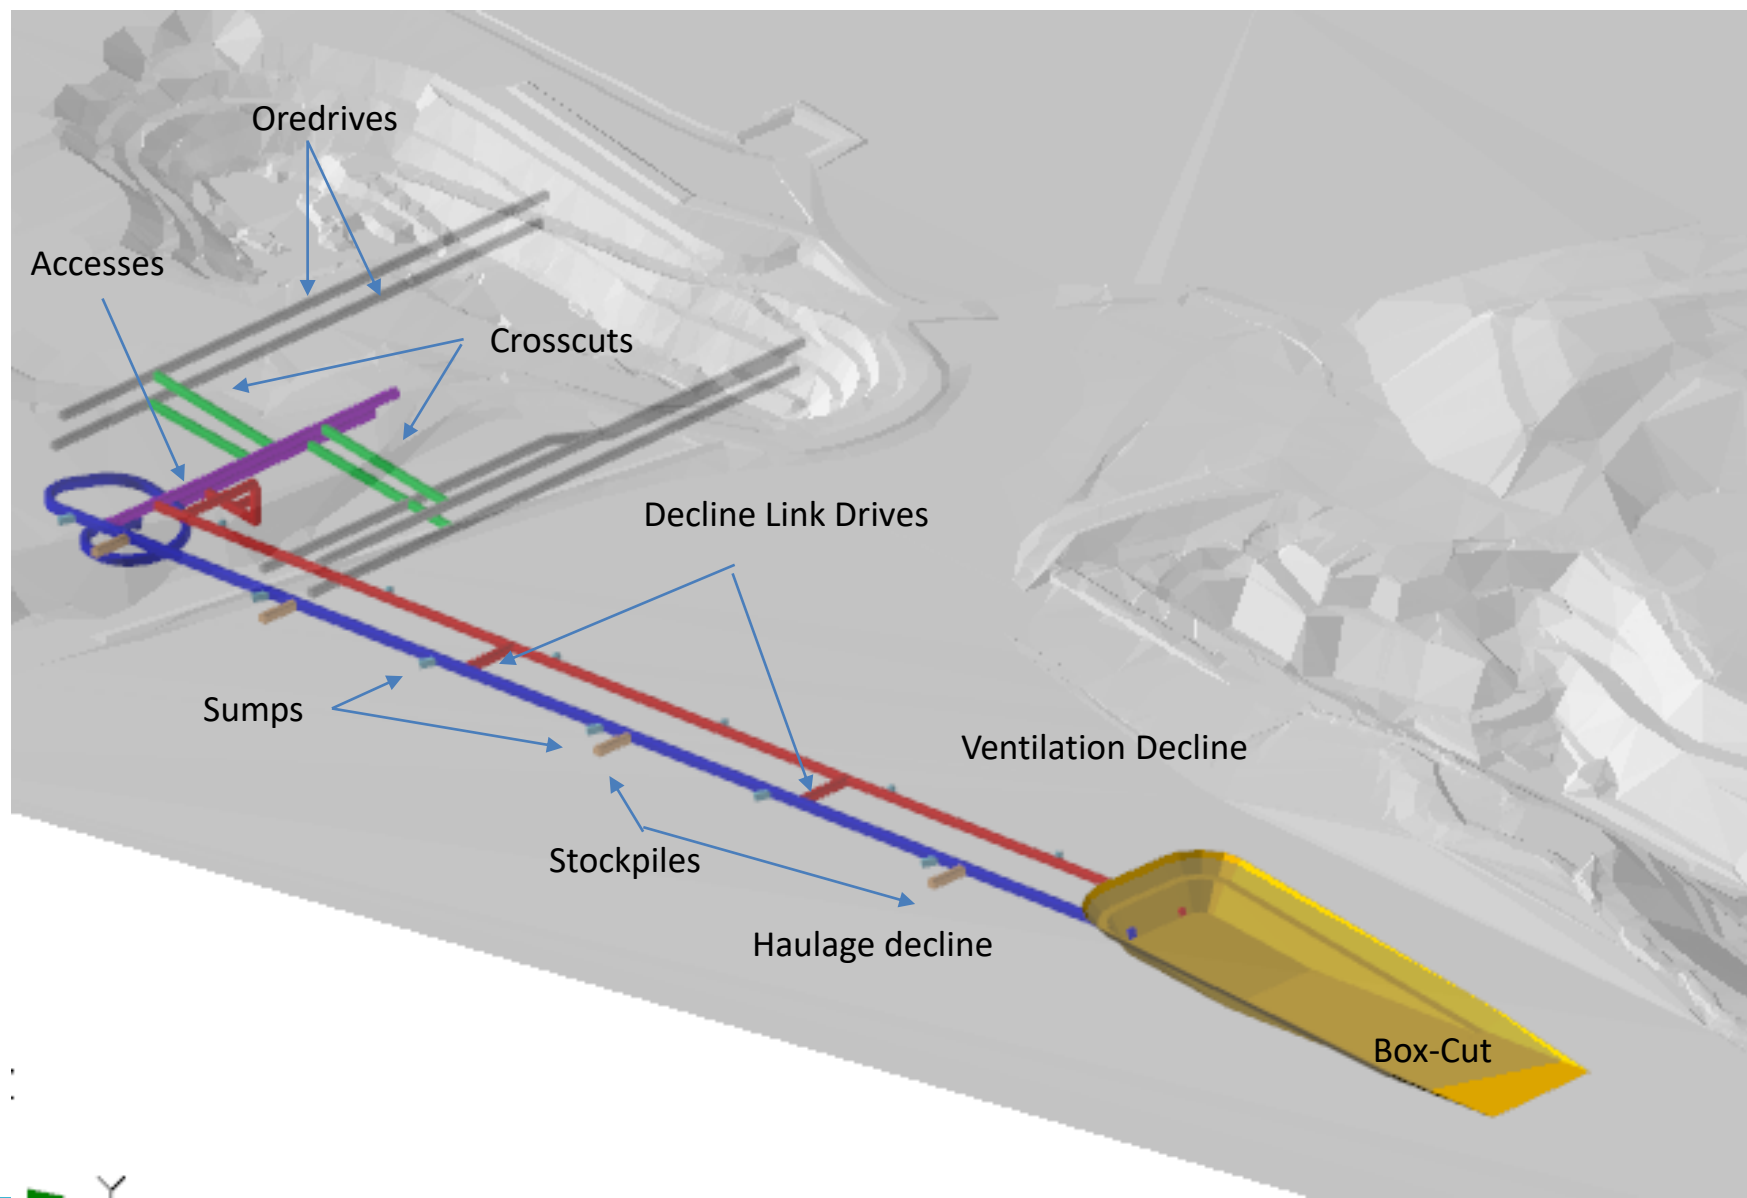 Oredrives
Accesses
Crosscuts
Decline Link Drives
Sumps
Ventilation Decline
Stockpiles
Haulage decline
Box-Cut
Y